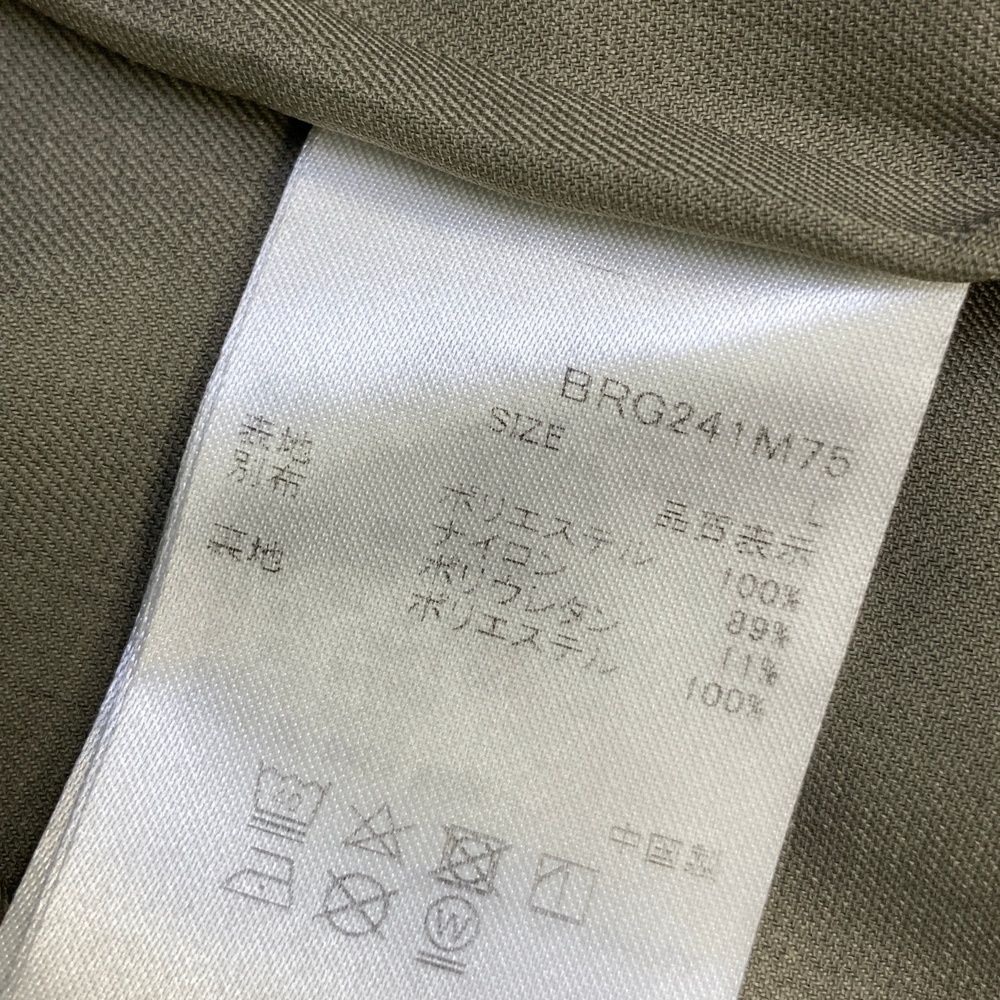 BRG241M75
SIZE L
品質表示
表地 ポリエステル 100%
別布 ナイロン 89%
ポリウレタン 11%
裏地 ポリエステル 100%
中国製